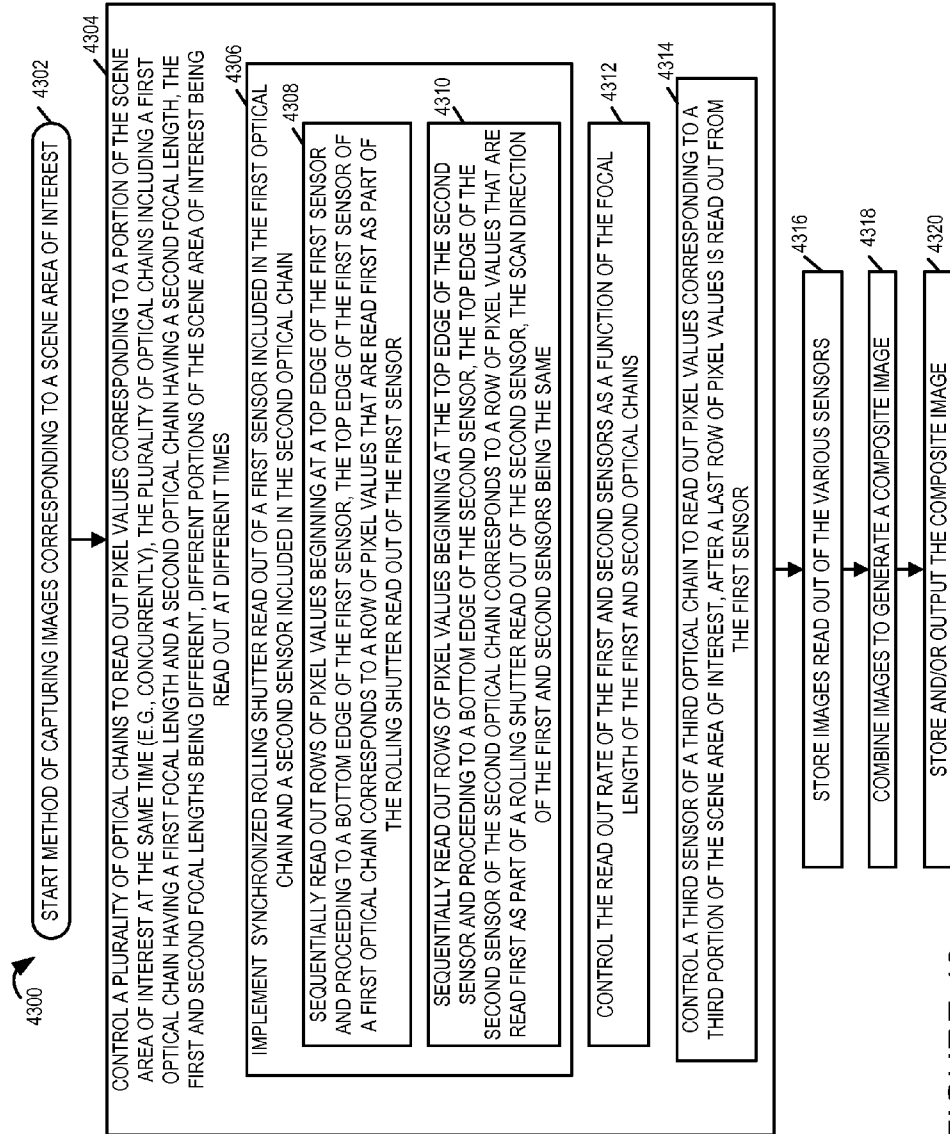 4300
START METHOD OF CAPTURING IMAGES CORRESPONDING TO A SCENE AREA OF INTEREST
4302
4304
CONTROL A PLURALITY OF OPTICAL CHAINS TO READ OUT PIXEL VALUES CORRESPONDING TO A PORTION OF THE SCENE
AREA OF INTEREST AT THE SAME TIME (E.G., CONCURRENTLY), THE PLURALITY OF OPTICAL CHAINS INCLUDING A FIRST
OPTICAL CHAIN HAVING A FIRST FOCAL LENGTH AND A SECOND OPTICAL CHAIN HAVING A SECOND FOCAL LENGTH, THE
FIRST AND SECOND FOCAL LENGTHS BEING DIFFERENT, DIFFERENT PORTIONS OF THE SCENE AREA OF INTEREST BEING
READ OUT AT DIFFERENT TIMES
4306
IMPLEMENT SYNCHRONIZED ROLLING SHUTTER READ OUT OF A FIRST SENSOR INCLUDED IN THE FIRST OPTICAL
CHAIN AND A SECOND SENSOR INCLUDED IN THE SECOND OPTICAL CHAIN
4308
SEQUENTIALLY READ OUT ROWS OF PIXEL VALUES BEGINNING AT A TOP EDGE OF THE FIRST SENSOR
AND PROCEEDING TO A BOTTOM EDGE OF THE FIRST SENSOR, THE TOP EDGE OF THE FIRST SENSOR OF
A FIRST OPTICAL CHAIN CORRESPONDS TO A ROW OF PIXEL VALUES THAT ARE READ FIRST AS PART OF
THE ROLLING SHUTTER READ OUT OF THE FIRST SENSOR
4310
SEQUENTIALLY READ OUT ROWS OF PIXEL VALUES BEGINNING AT THE TOP EDGE OF THE SECOND
SENSOR AND PROCEEDING TO A BOTTOM EDGE OF THE SECOND SENSOR, THE TOP EDGE OF THE
SECOND SENSOR OF THE SECOND OPTICAL CHAIN CORRESPONDS TO A ROW OF PIXEL VALUES THAT ARE
READ FIRST AS PART OF A ROLLING SHUTTER READ OUT OF THE SECOND SENSOR, THE SCAN DIRECTION
OF THE FIRST AND SECOND SENSORS BEING THE SAME
4312
CONTROL THE READ OUT RATE OF THE FIRST AND SECOND SENSORS AS A FUNCTION OF THE FOCAL
LENGTH OF THE FIRST AND SECOND OPTICAL CHAINS
4314
CONTROL A THIRD SENSOR OF A THIRD OPTICAL CHAIN TO READ OUT PIXEL VALUES CORRESPONDING TO A
THIRD PORTION OF THE SCENE AREA OF INTEREST, AFTER A LAST ROW OF PIXEL VALUES IS READ OUT FROM
THE FIRST SENSOR
4316
STORE IMAGES READ OUT OF THE VARIOUS SENSORS
4318
COMBINE IMAGES TO GENERATE A COMPOSITE IMAGE
4320
STORE AND/OR OUTPUT THE COMPOSITE IMAGE